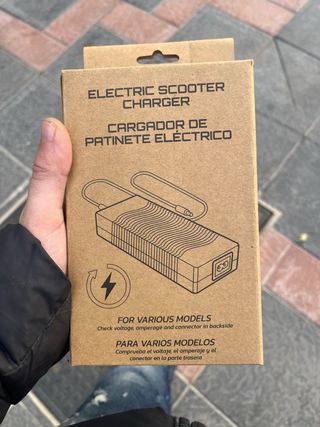 ELECTRIC SCOOTER
CHARGER
CARGADOR DE
PATINETE ELÉCTRICO
FOR VARIOUS MODELS
Check voltage, amperage and connector in backside
PARA VARIOS MODELOS
Comprueba el voltaje, el amperaje y el
conector en la parte trasera